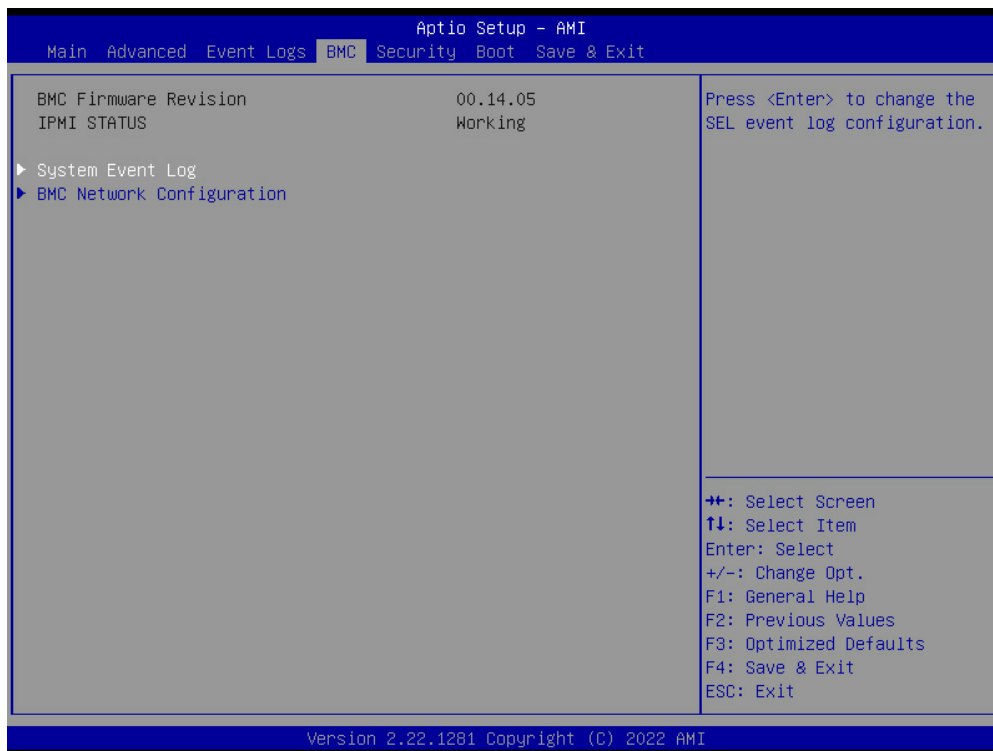 Aptio Setup – AMI
Main Advanced Event Logs BMC Security Boot Save & Exit
BMC Firmware Revision 00.14.05
IPMI STATUS Working
▶ System Event Log
▶ BMC Network Configuration
Press <Enter> to change the
SEL event log configuration.
→←: Select Screen
↑↓: Select Item
Enter: Select
+/-: Change Opt.
F1: General Help
F2: Previous Values
F3: Optimized Defaults
F4: Save & Exit
ESC: Exit
Version 2.22.1281 Copyright (C) 2022 AMI